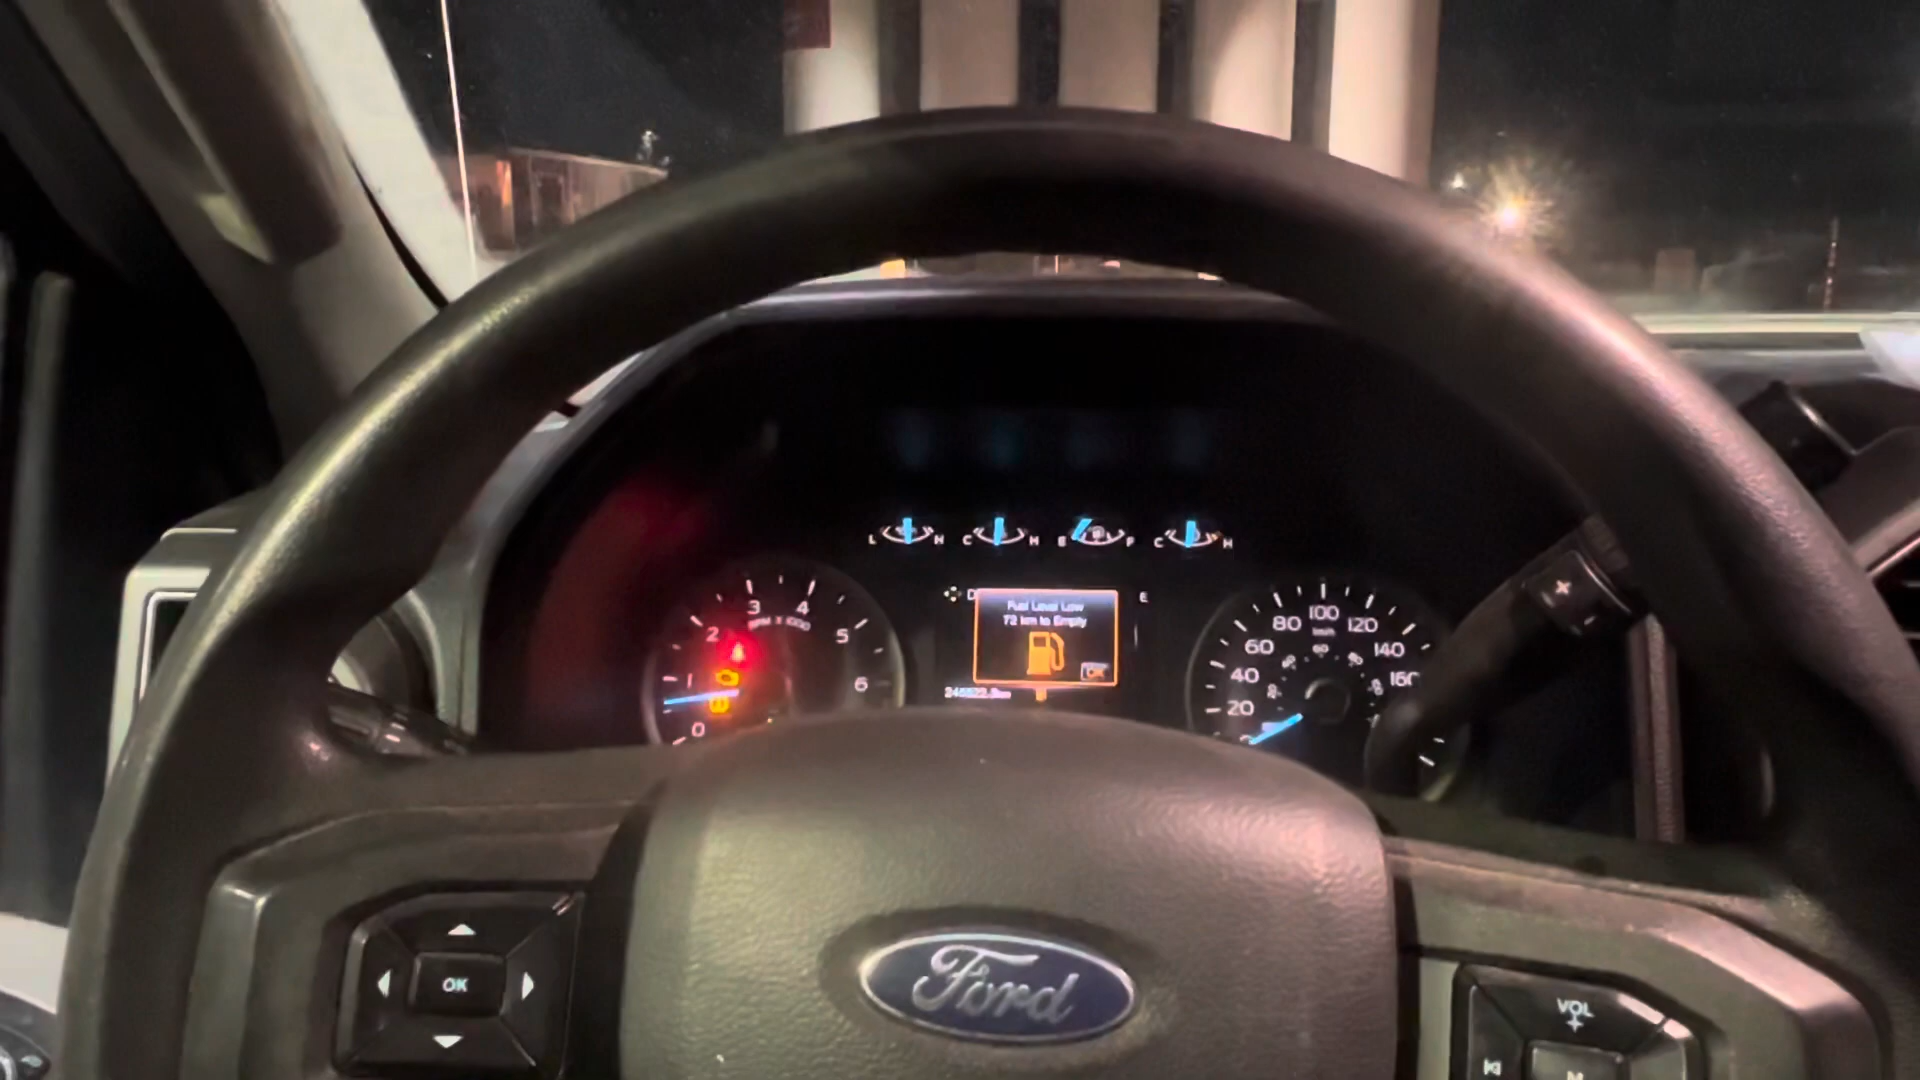 L H C H E F C H
D
E
Fuel Level Low
72 km to Empty
OK
0 1 2 3 4 5 6
RPM X 1000
20 40 60 80 100 120 140 160
km/h
OK
Ford
VOL
+